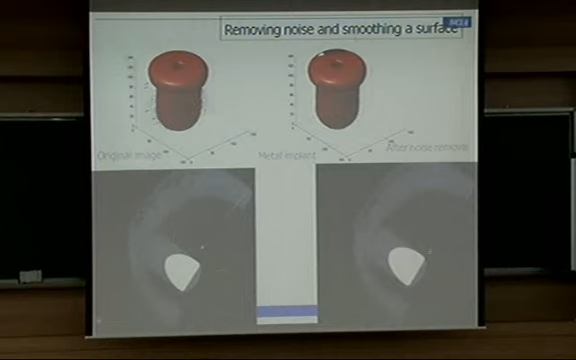 Removing noise and smoothing a surface
Original image
Metal implant
After noise removal